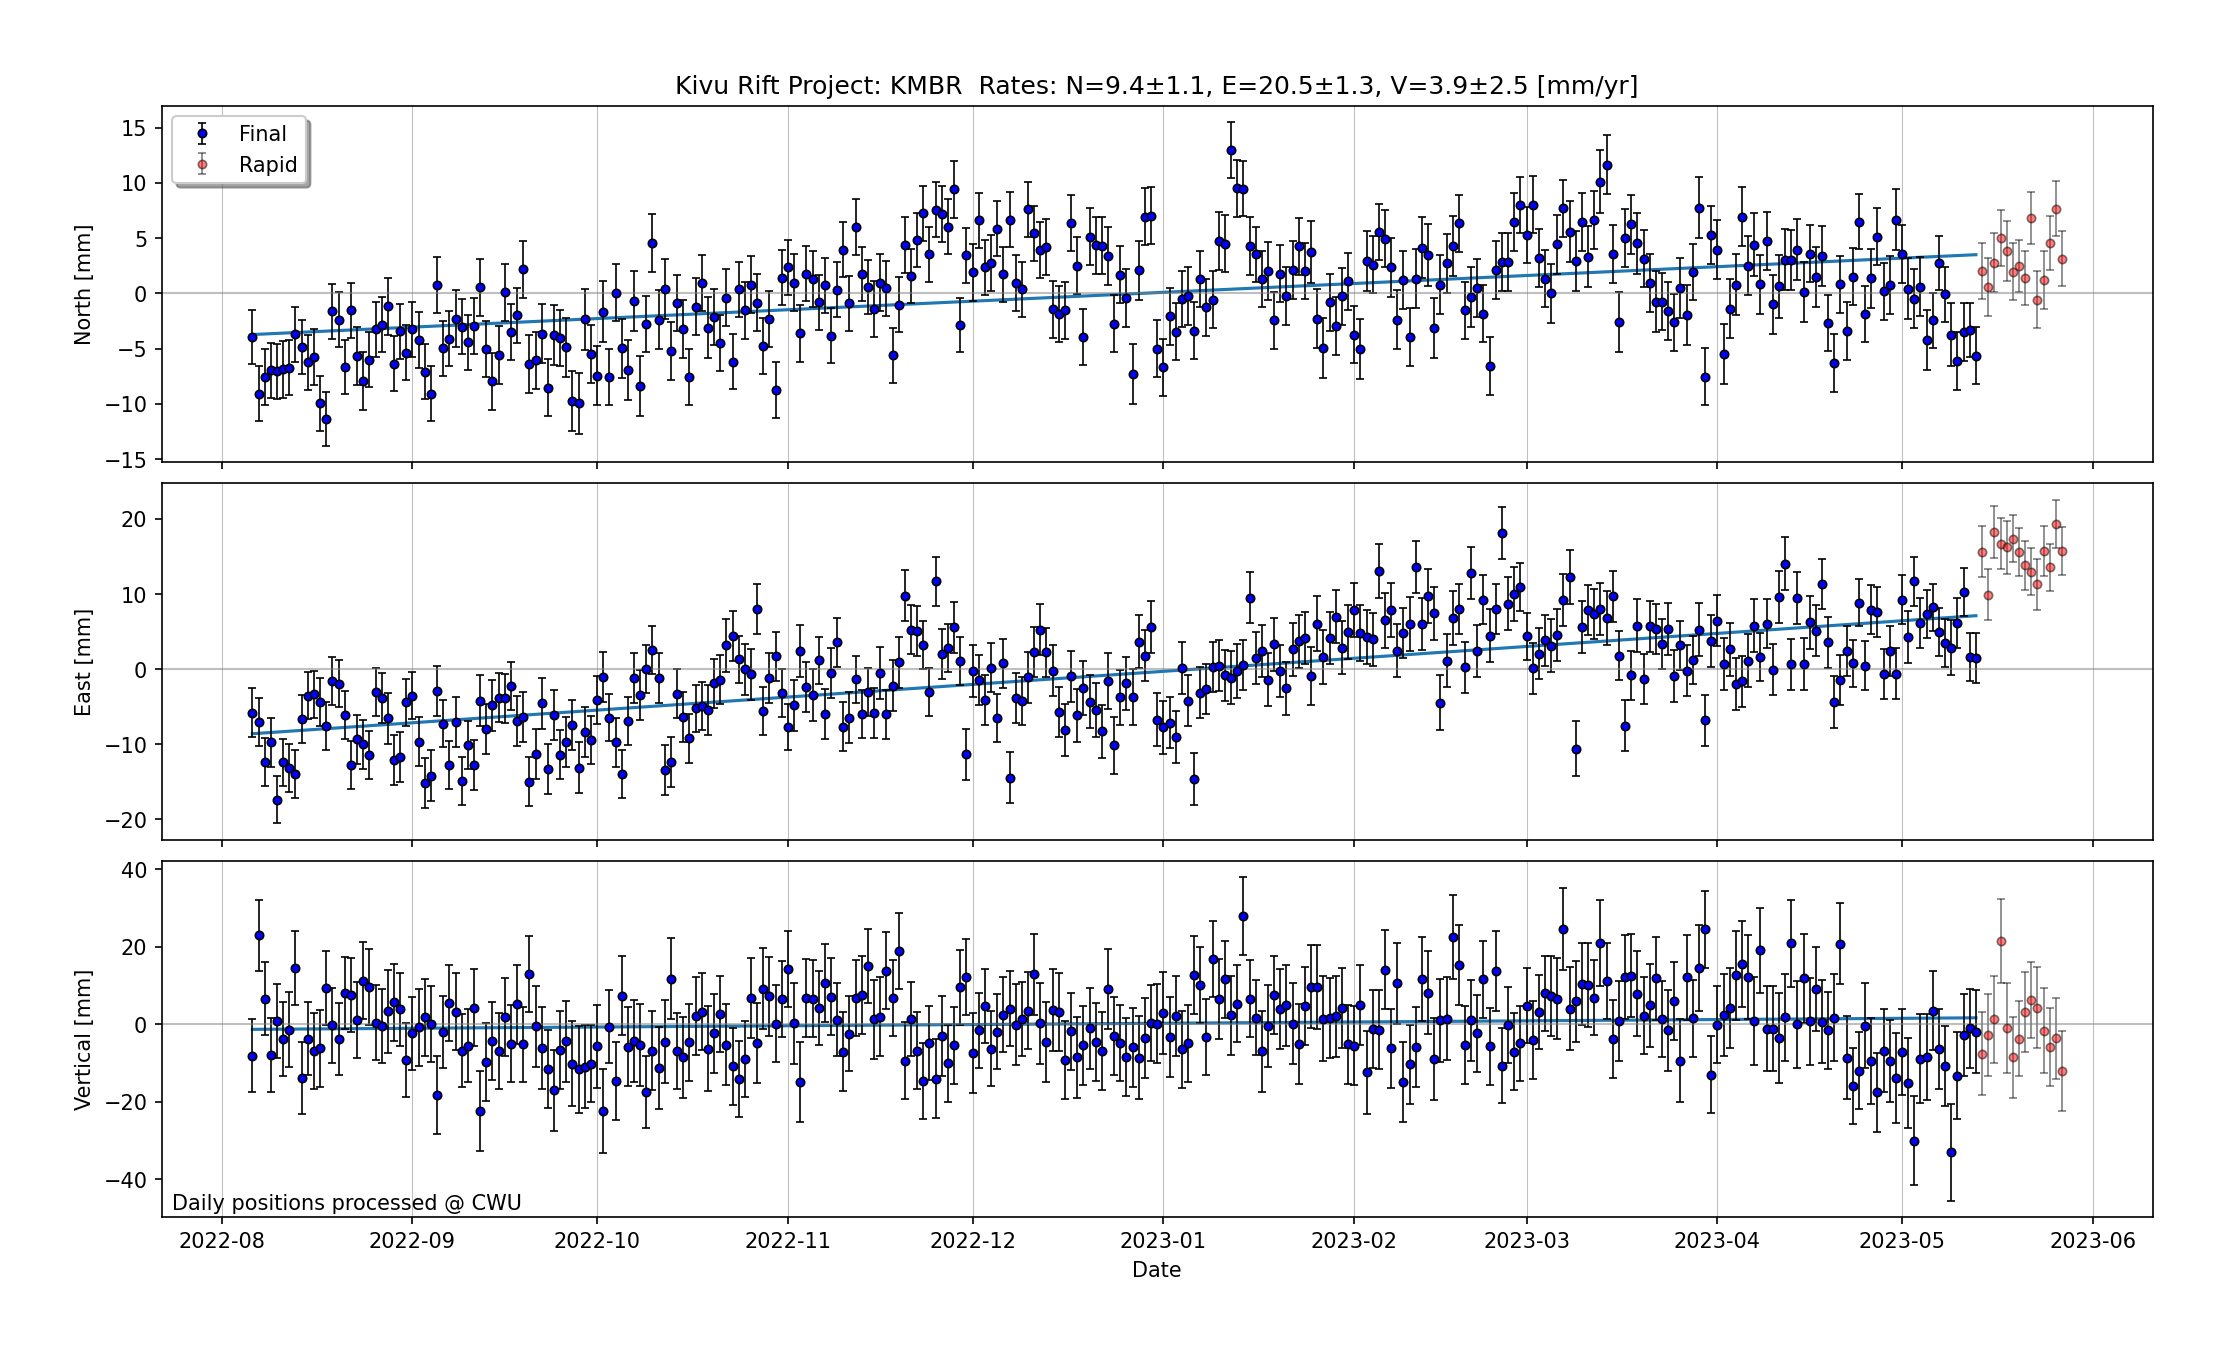 Kivu Rift Project: KMBR  Rates: N=9.4±1.1, E=20.5±1.3, V=3.9±2.5 [mm/yr]
Final
Rapid
North [mm]
15
10
5
0
−5
−10
−15
East [mm]
20
10
0
−10
−20
Vertical [mm]
40
20
0
−20
−40
Daily positions processed @ CWU
2022-08 2022-09 2022-10 2022-11 2022-12 2023-01 2023-02 2023-03 2023-04 2023-05 2023-06
Date